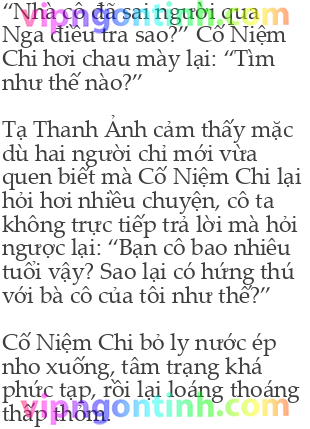 “Nhà cô đã sai người qua
Nga điều tra sao?” Cố Niệm
Chi hơi chau mày lại: “Tìm
như thế nào?”
Tạ Thanh Ảnh cảm thấy mặc
dù hai người chỉ mới vừa
quen biết mà Cố Niệm Chi lại
hỏi hơi nhiều chuyện, cô ta
không trực tiếp trả lời mà hỏi
ngược lại: “Bạn cô bao nhiêu
tuổi vậy? Sao lại có hứng thú
với bà cô của tôi như thế?”
Cố Niệm Chi bỏ ly nước ép
nho xuống, tâm trạng khá
phức tạp, rồi lại loáng thoáng
thấp thỏm
vipngontinh.com
vipngontinh.com